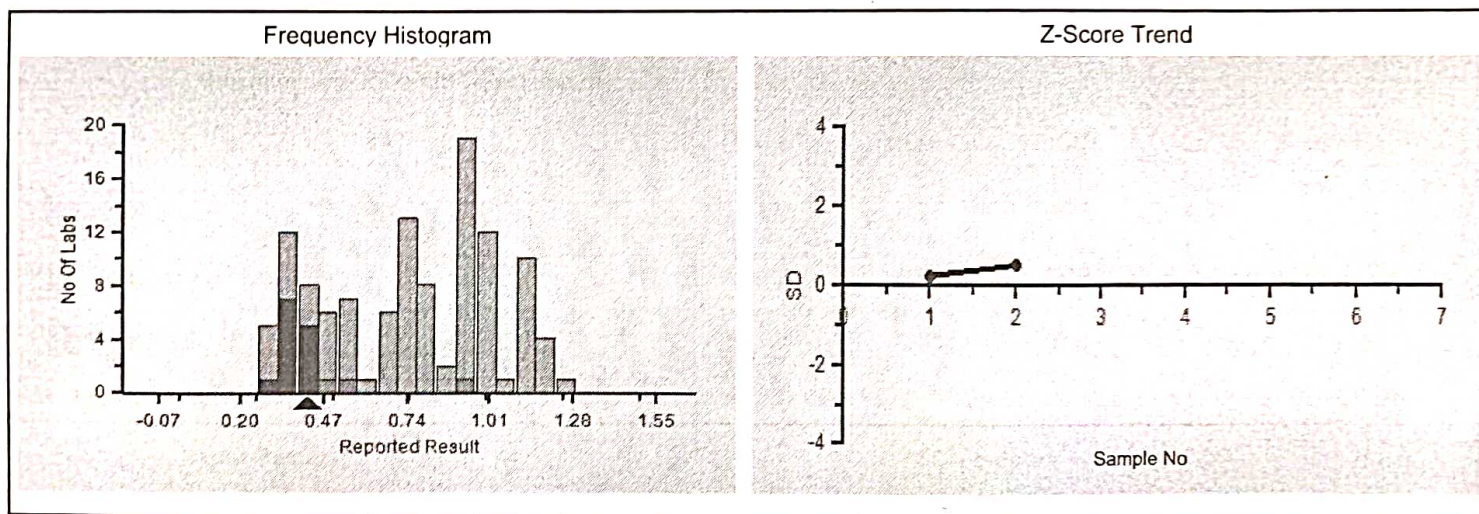 Frequency Histogram
20
16
12
8
4
0
No Of Labs
-0.07 0.20 0.47 0.74 1.01 1.28 1.55
Reported Result
Z-Score Trend
4
2
0
-2
-4
SD
0 1 2 3 4 5 6 7
Sample No